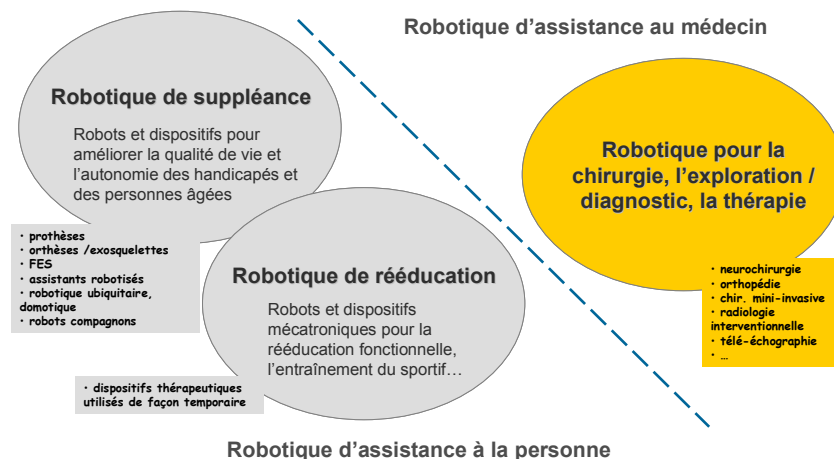 Robotique d’assistance au médecin
Robotique de suppléance
Robots et dispositifs pour
améliorer la qualité de vie et
l’autonomie des handicapés et
des personnes âgées
• prothèses
• orthèses /exosquelettes
• FES
• assistants robotisés
• robotique ubiquitaire,
domotique
• robots compagnons
Robotique de rééducation
Robots et dispositifs
mécatroniques pour la
rééducation fonctionnelle,
l’entraînement du sportif…
• dispositifs thérapeutiques
utilisés de façon temporaire
Robotique pour la
chirurgie, l’exploration /
diagnostic, la thérapie
• neurochirurgie
• orthopédie
• chir. mini-invasive
• radiologie
interventionnelle
• télé-échographie
• …
Robotique d’assistance à la personne